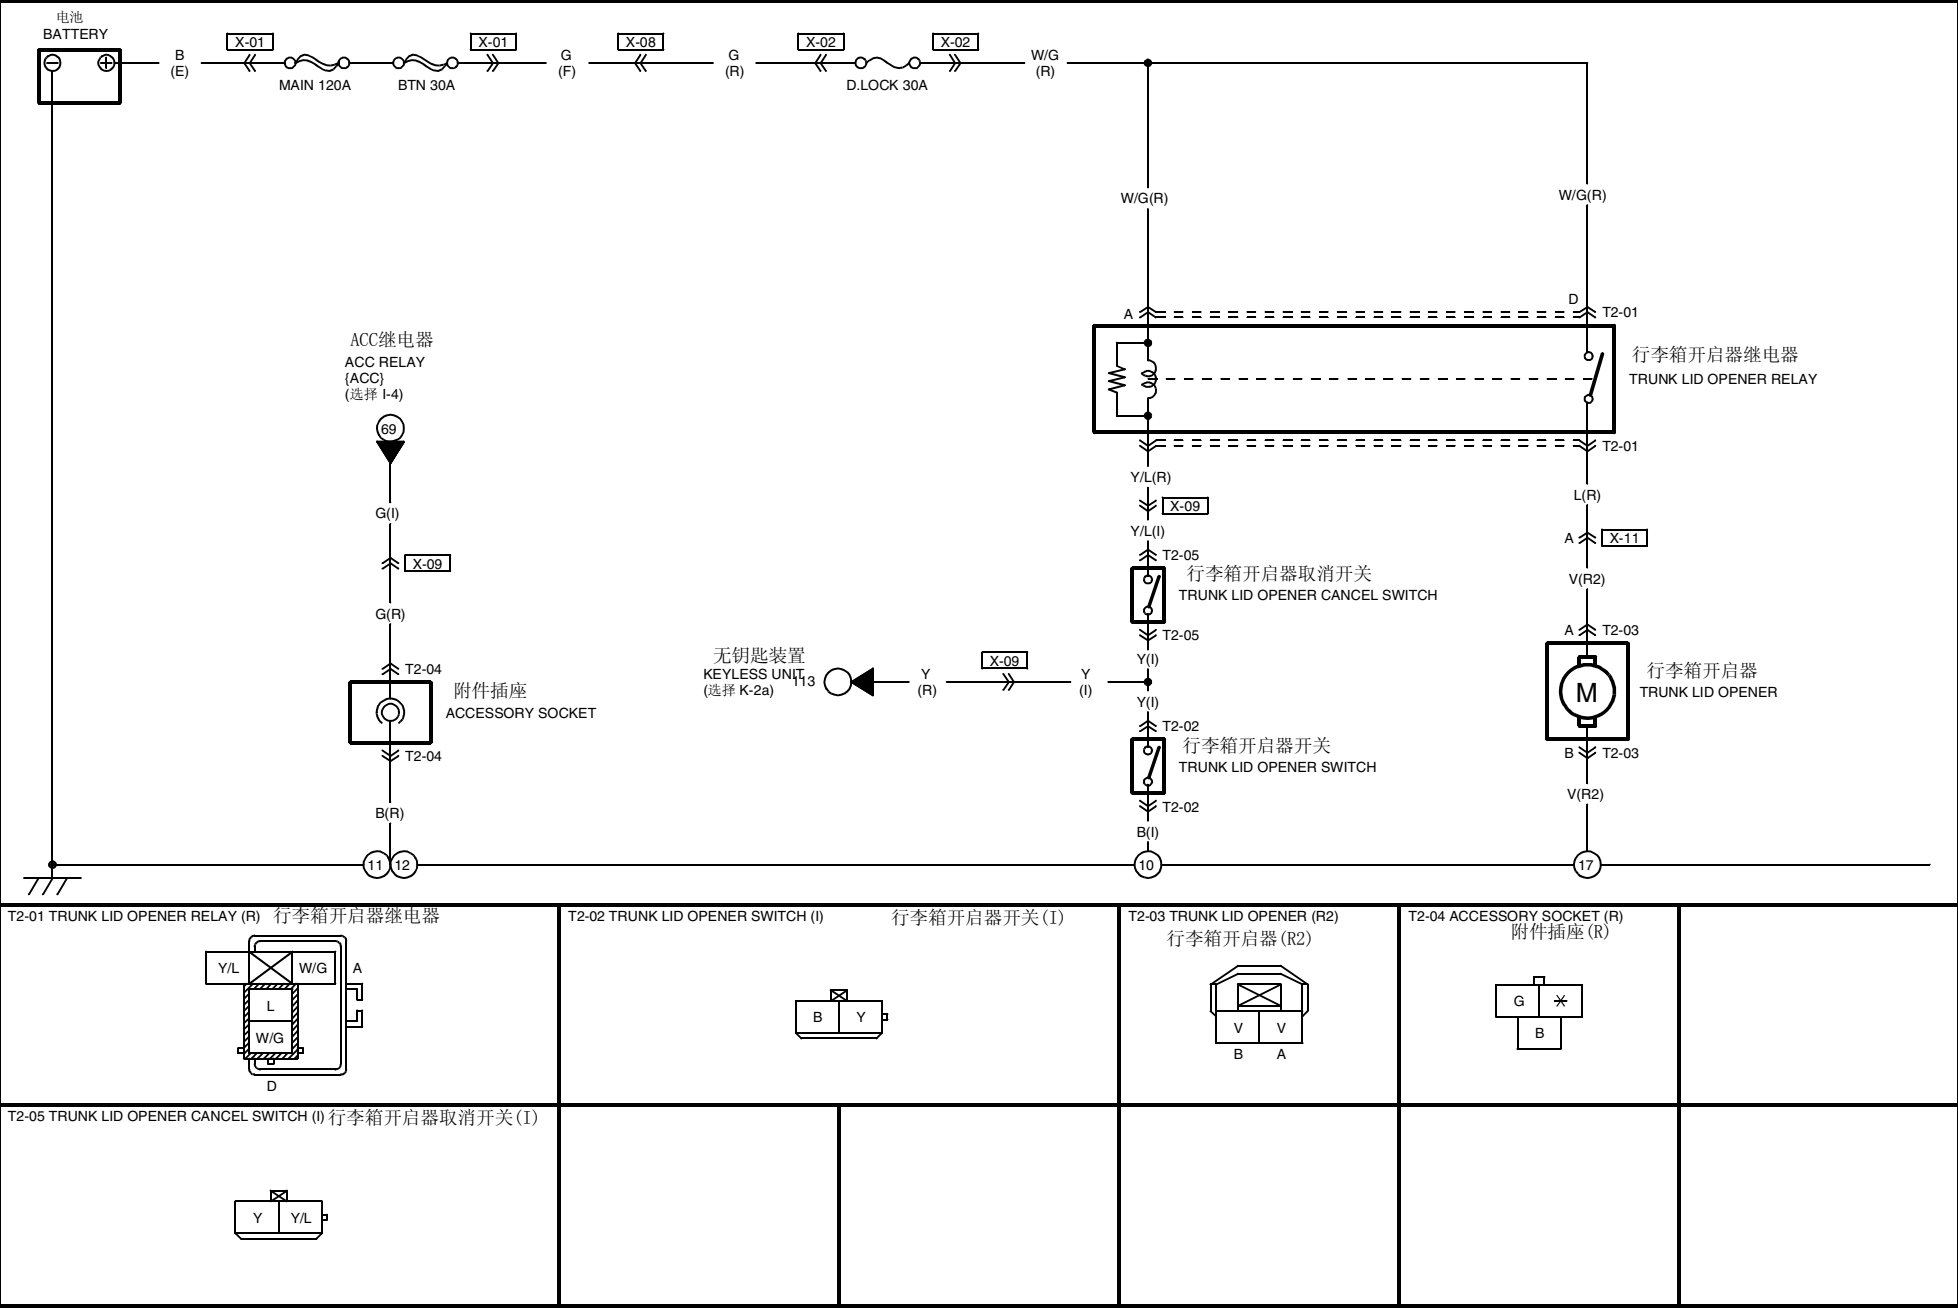 电池
BATTERY
B
(E)
X-01
MAIN 120A
BTN 30A
X-01
G
(F)
X-08
G
(R)
X-02
D.LOCK 30A
X-02
W/G
(R)
W/G(R)
W/G(R)
A
D
T2-01
行李箱开启器继电器
TRUNK LID OPENER RELAY
T2-01
ACC继电器
ACC RELAY
{ACC}
(选择 I-4)
69
G(I)
X-09
G(R)
T2-04
附件插座
ACCESSORY SOCKET
T2-04
B(R)
Y/L(R)
X-09
Y/L(I)
T2-05
行李箱开启器取消开关
TRUNK LID OPENER CANCEL SWITCH
T2-05
Y(I)
无钥匙装置
KEYLESS UNIT
(选择 K-2a)
113
Y
(R)
X-09
Y
(I)
Y(I)
T2-02
行李箱开启器开关
TRUNK LID OPENER SWITCH
T2-02
B(I)
L(R)
A
X-11
V(R2)
A
T2-03
M
行李箱开启器
TRUNK LID OPENER
B
T2-03
V(R2)
11
12
10
17
T2-01 TRUNK LID OPENER RELAY (R) 行李箱开启器继电器
Y/L
W/G
A
L
W/G
D
T2-02 TRUNK LID OPENER SWITCH (I) 行李箱开启器开关(I)
B
Y
T2-03 TRUNK LID OPENER (R2)
行李箱开启器(R2)
V
V
B
A
T2-04 ACCESSORY SOCKET (R)
附件插座(R)
G
B
T2-05 TRUNK LID OPENER CANCEL SWITCH (I) 行李箱开启器取消开关(I)
Y
Y/L